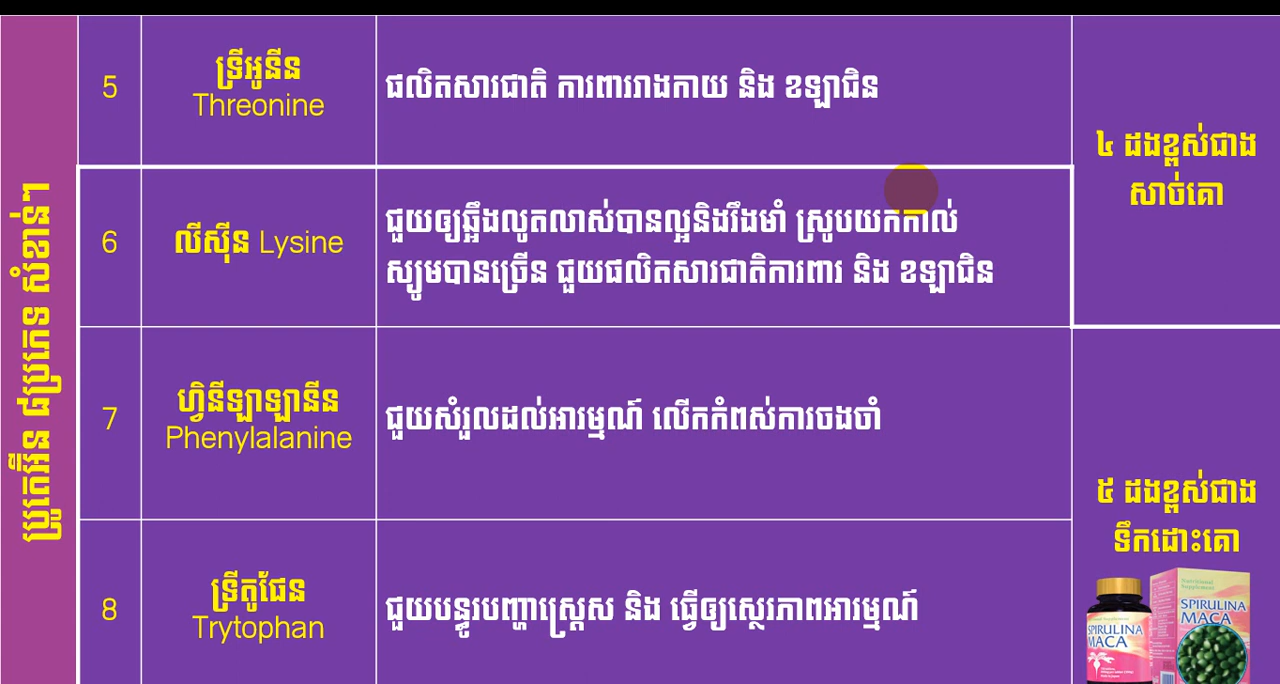 ប្រូតេអ៊ីន ៨ប្រភេទ សំខាន់ៗ
5
ទ្រីអូនីន
Threonine
ផលិតសារជាតិ ការពាររាងកាយ និង ខឡាជិន
៤ ដងខ្ពស់ជាង
សាច់គោ
6
លីស៊ីន Lysine
ជួយឲ្យឆ្អឹងលូតលាស់បានល្អនិងរឹងមាំ ស្រូបយកកាល់
ស្យូមបានច្រើន ជួយផលិតសារជាតិការពារ និង ខឡាជិន
7
ហ្វិនីឡាឡានីន
Phenylalanine
ជួយសំរួលដល់អារម្មណ៍ លើកកំពស់ការចងចាំ
៥ ដងខ្ពស់ជាង
ទឹកដោះគោ
8
ទ្រីតូផែន
Trytophan
ជួយបន្ធូរបញ្ហាស្ត្រេស និង ធ្វើឲ្យស្ថេរភាពអារម្មណ៍
Nutritional
Supplement
SPIRULINA
MACA
SPIRULINA
MACA